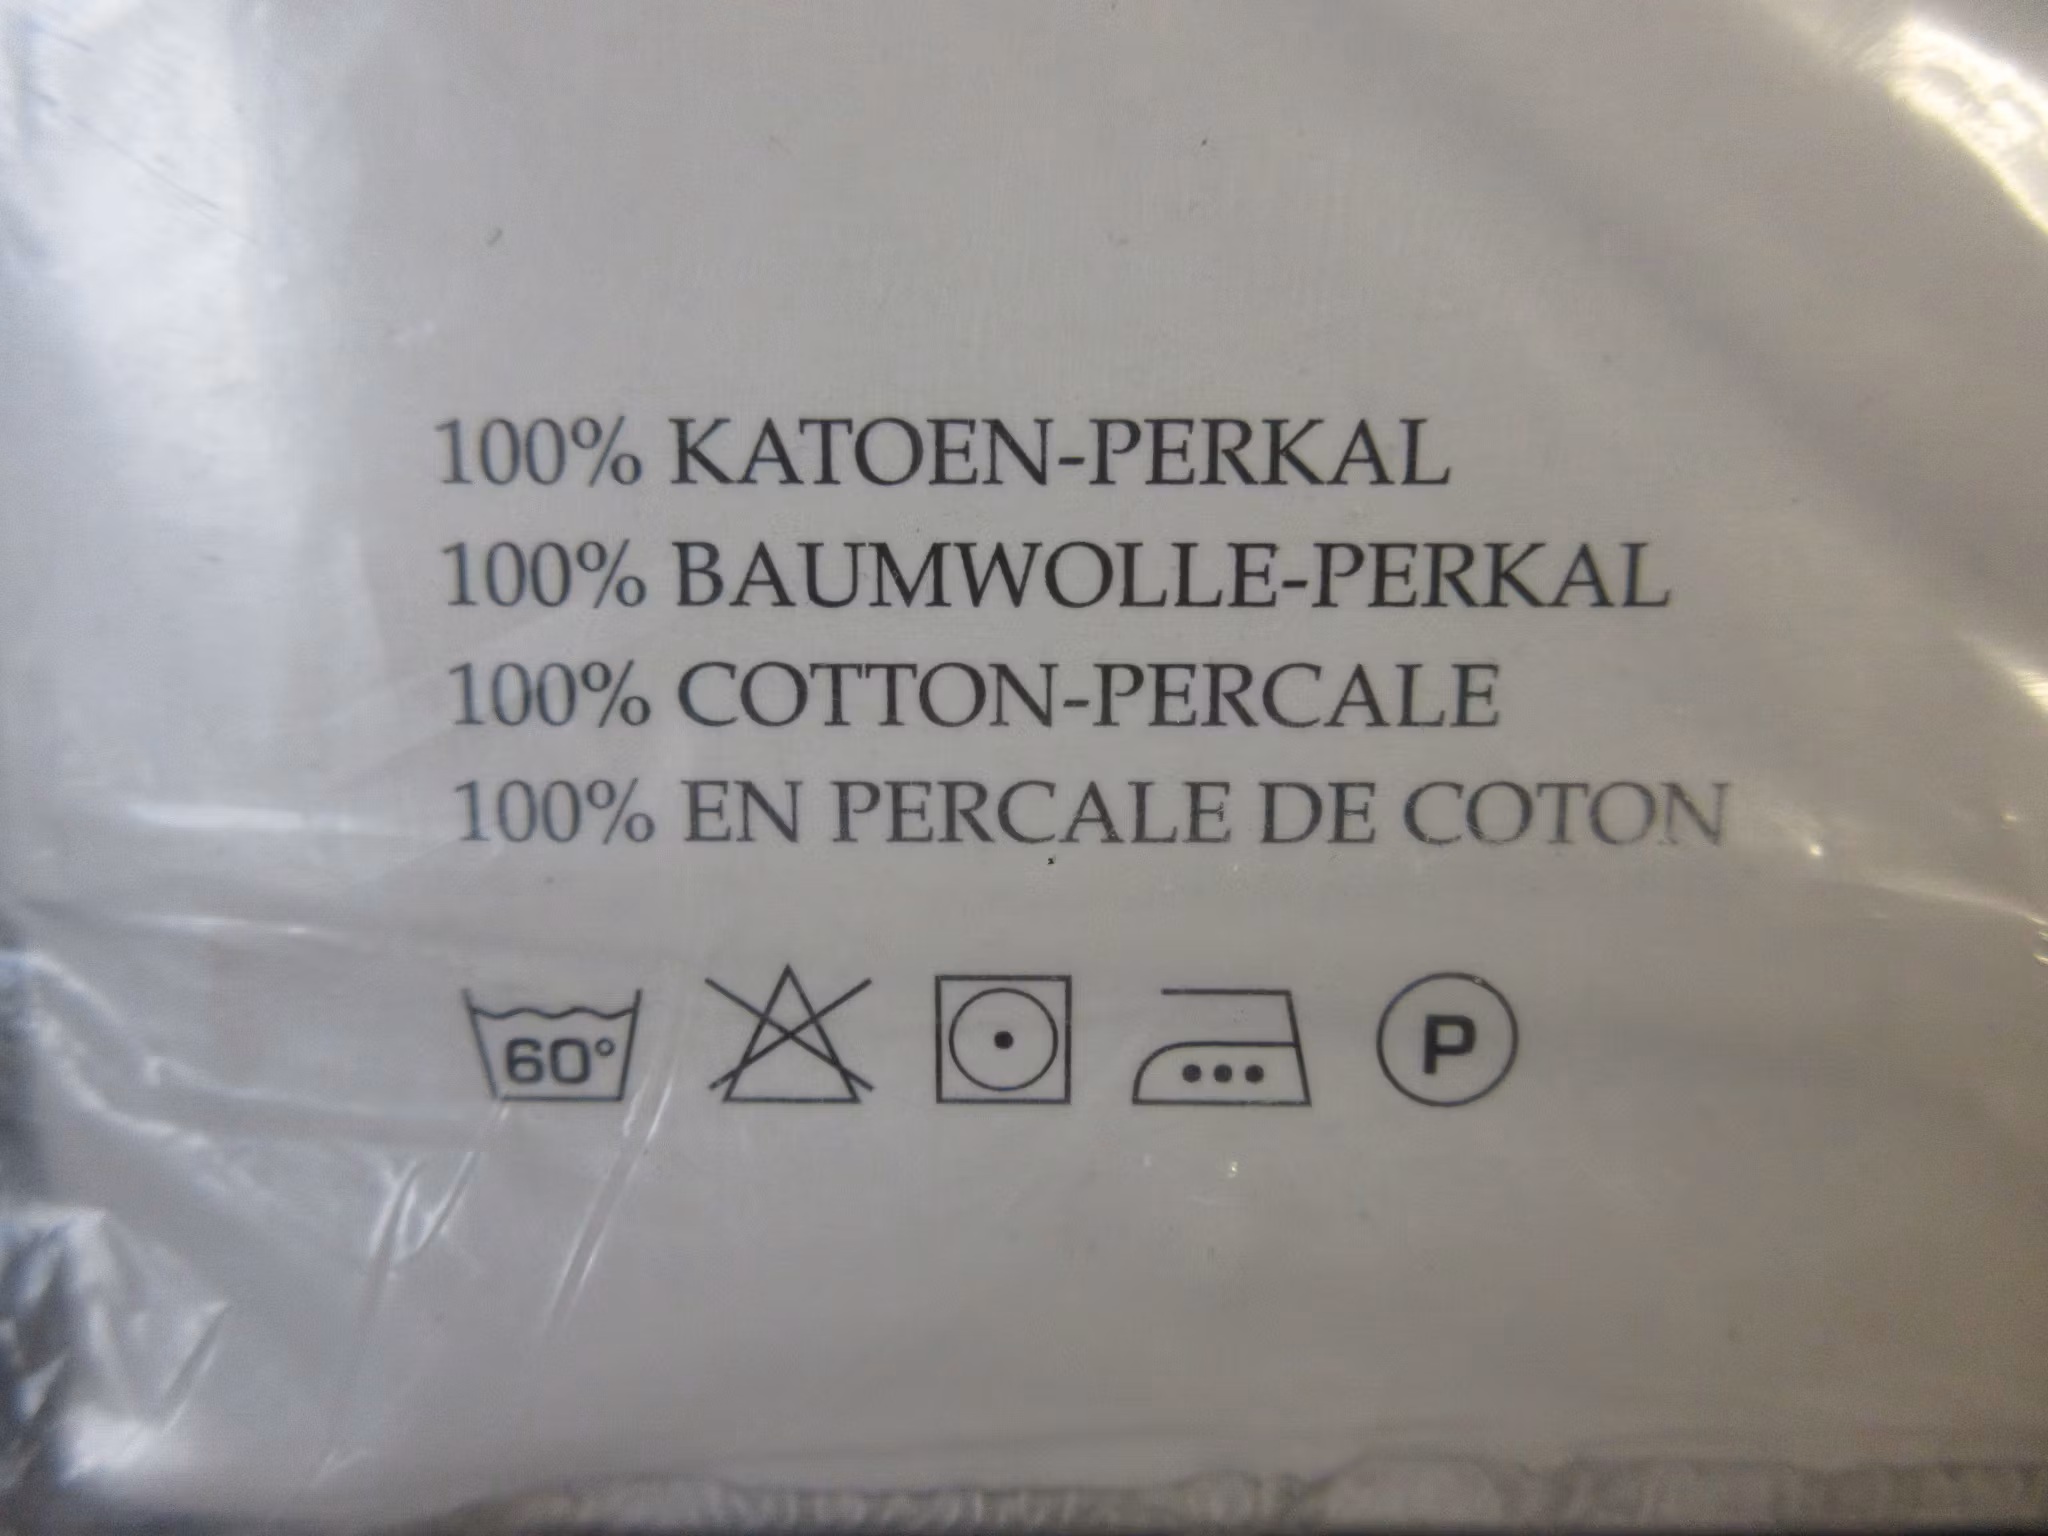 100% KATOEN-PERKAL
100% BAUMWOLLE-PERKAL
100% COTTON-PERCALE
100% EN PERCALE DE COTON
60° P